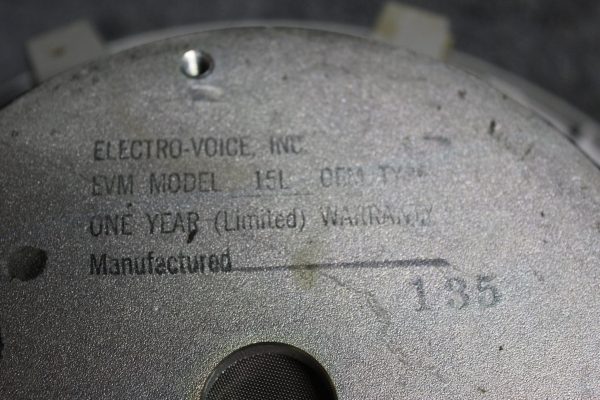 ELECTRO-VOICE, INC.
EVM MODEL 15L OEM TYPE
ONE YEAR (Limited) WARRANTY
Manufactured
135